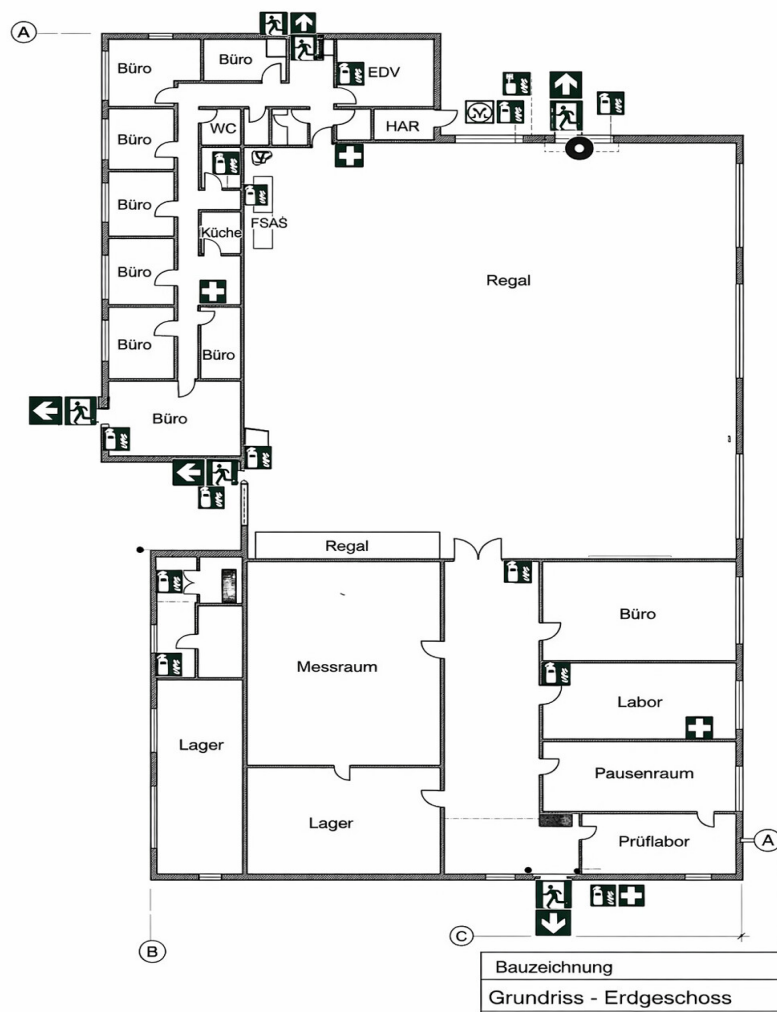 A
Büro
Büro
EDV
Büro
WC
HAR
Büro
Küche
FSAS
Büro
Regal
Büro
Büro
Büro
Regal
Büro
Messraum
Labor
Lager
Pausenraum
Lager
Prüflabor
A
B
C
Bauzeichnung
Grundriss - Erdgeschoss